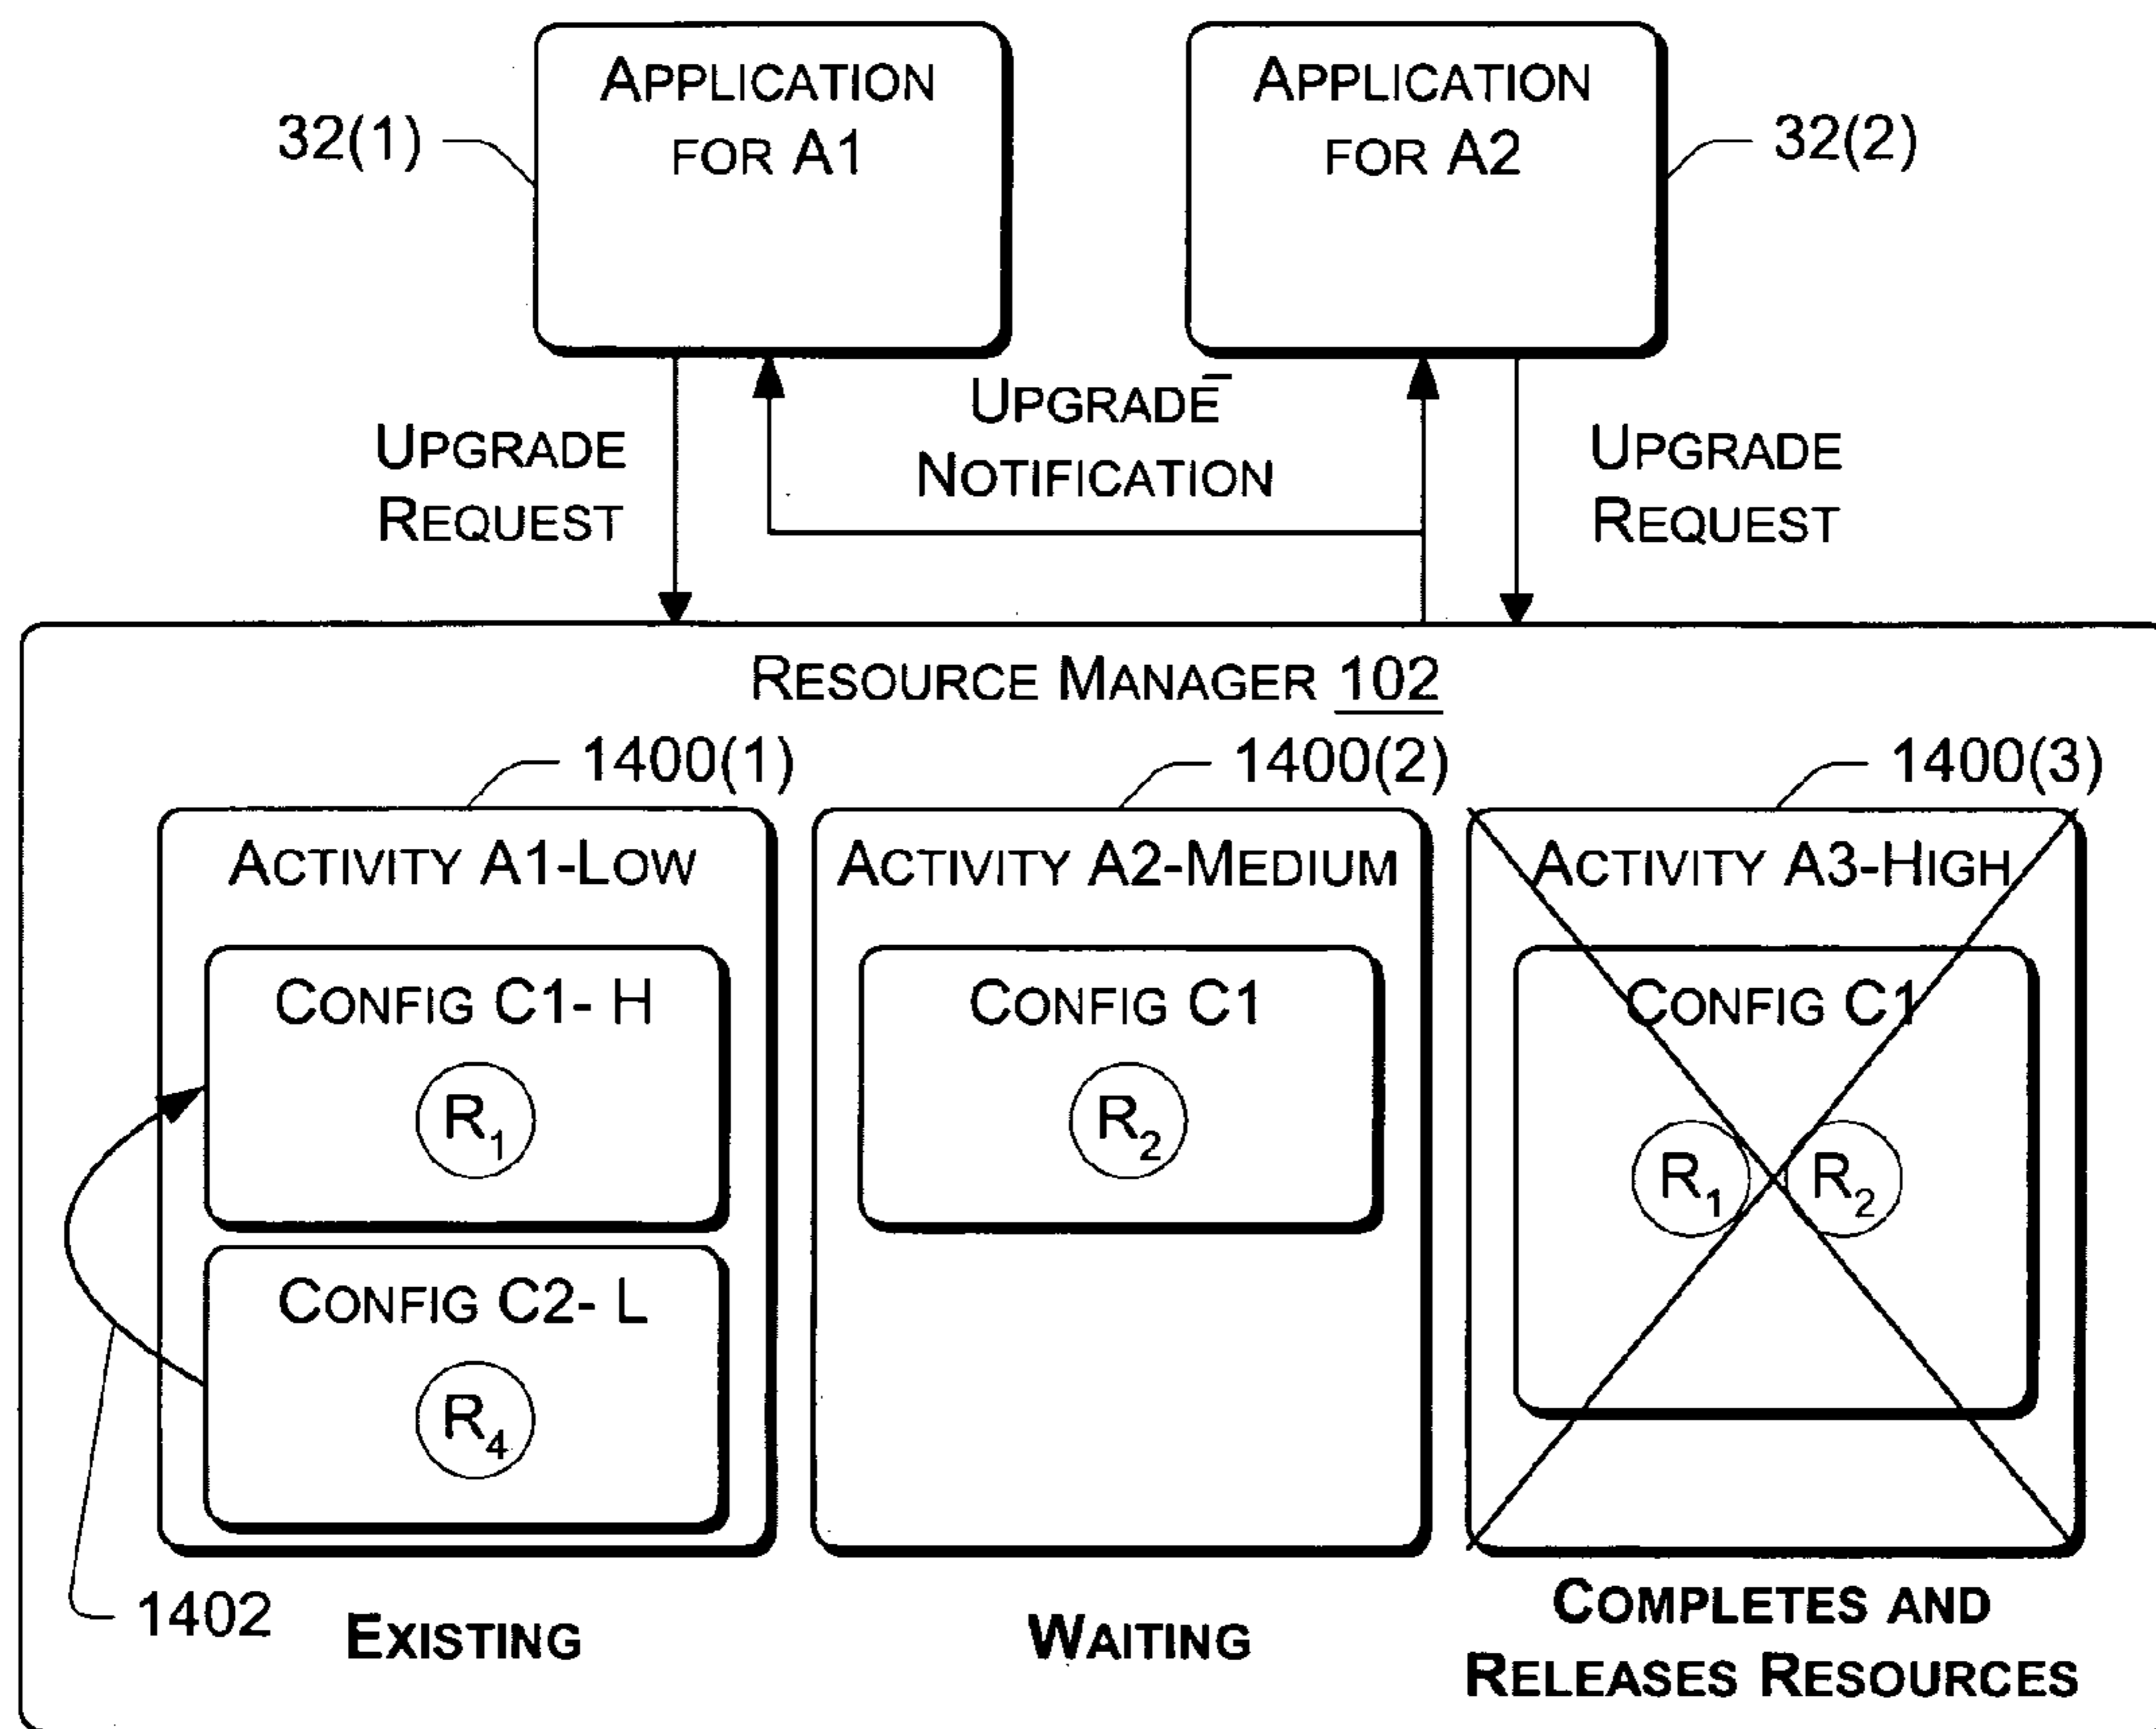 APPLICATION
FOR A1
APPLICATION
FOR A2
32(1)
32(2)
UPGRADE
REQUEST
UPGRADE
NOTIFICATION
UPGRADE
REQUEST
RESOURCE MANAGER 102
1400(1)
1400(2)
1400(3)
ACTIVITY A1-LOW
CONFIG C1- H
R1
CONFIG C2- L
R4
ACTIVITY A2-MEDIUM
CONFIG C1
R2
ACTIVITY A3-HIGH
CONFIG C1
R1 R2
1402
EXISTING
WAITING
COMPLETES AND
RELEASES RESOURCES